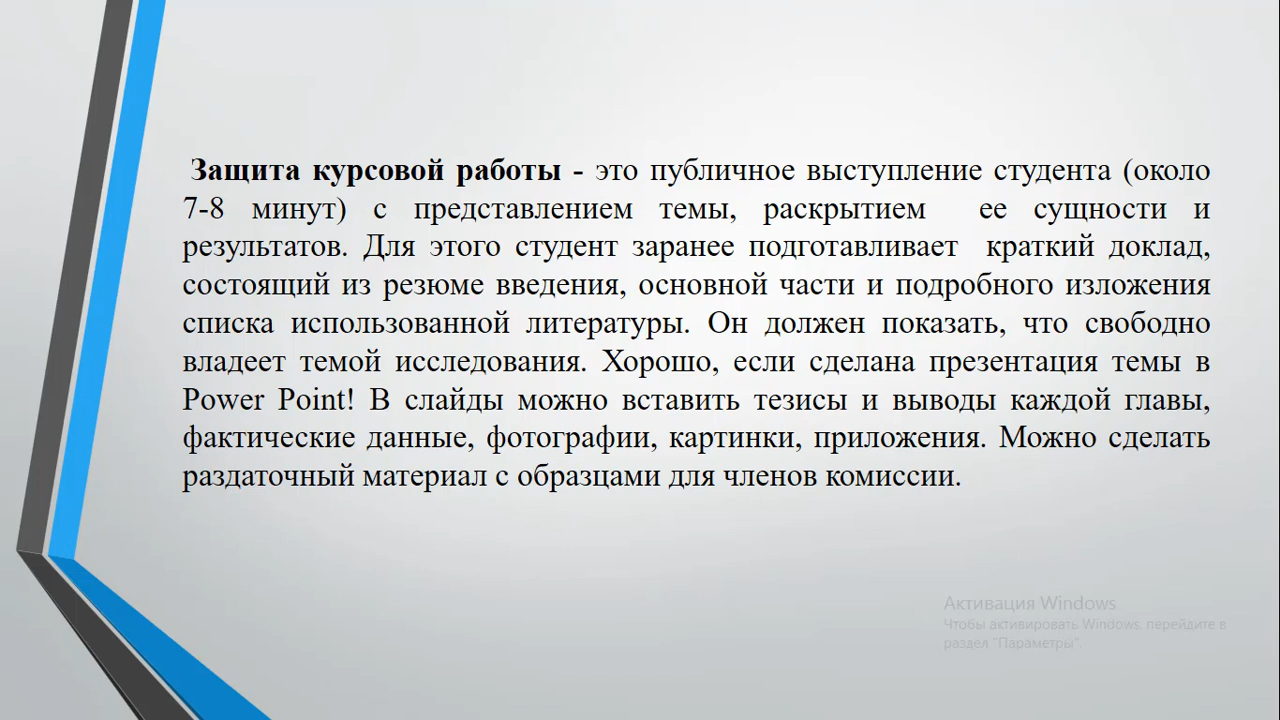 Защита курсовой работы - это публичное выступление студента (около
7-8 минут) с представлением темы, раскрытием ее сущности и
результатов. Для этого студент заранее подготавливает краткий доклад,
состоящий из резюме введения, основной части и подробного изложения
списка использованной литературы. Он должен показать, что свободно
владеет темой исследования. Хорошо, если сделана презентация темы в
Power Point! В слайды можно вставить тезисы и выводы каждой главы,
фактические данные, фотографии, картинки, приложения. Можно сделать
раздаточный материал с образцами для членов комиссии.
Активация Windows
Чтобы активировать Windows, перейдите в
раздел "Параметры".